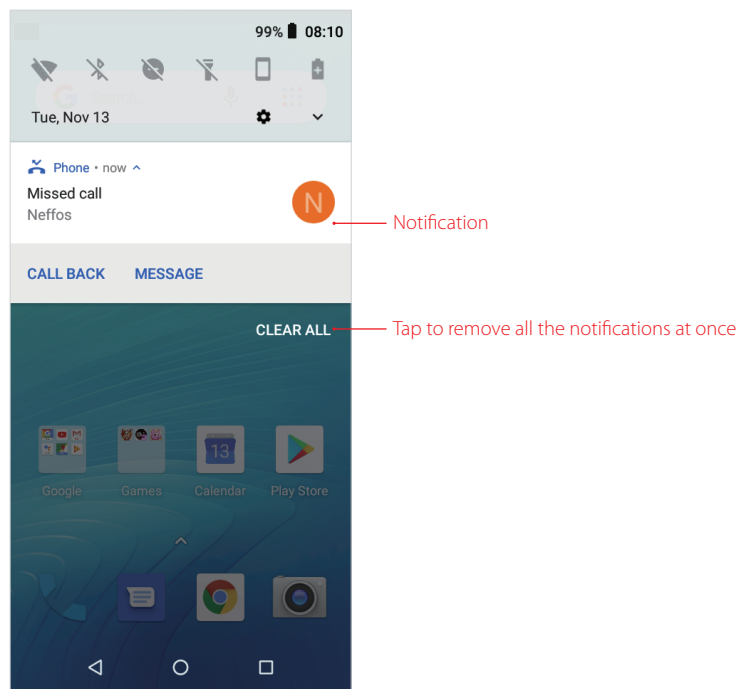 99% 08:10
Tue, Nov 13
Phone • now
Missed call
Neffos
N
Notification
CALL BACK MESSAGE
CLEAR ALL
Tap to remove all the notifications at once
13
Google Games Calendar Play Store